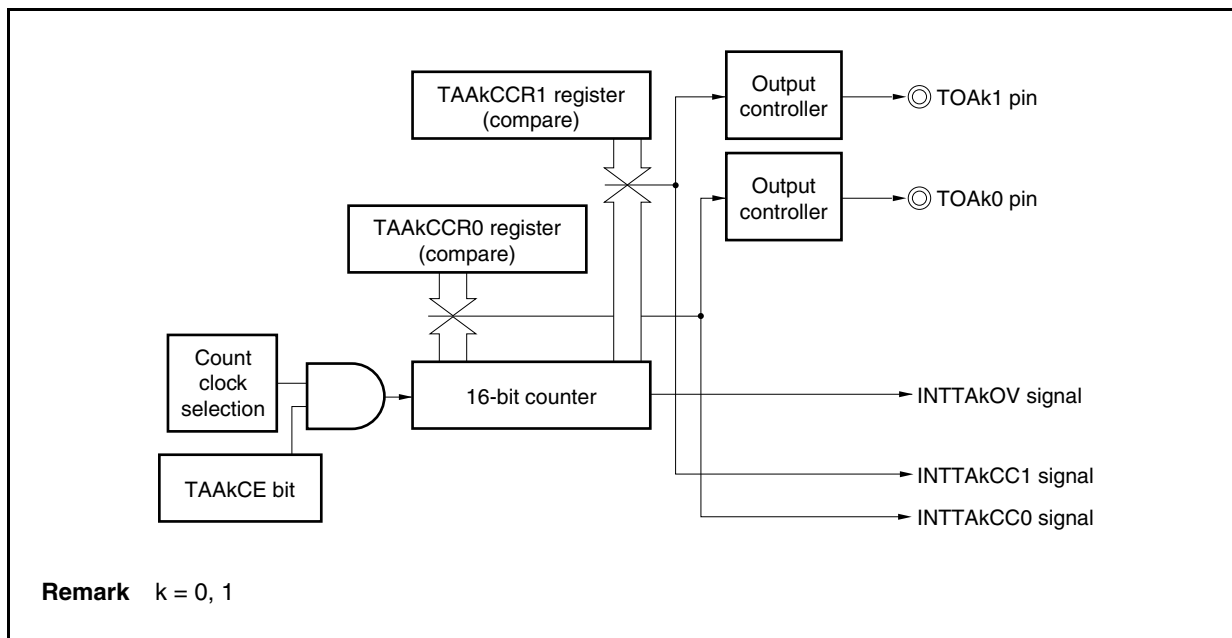 TAAkCCR1 register
(compare)
Output
controller
TOAk1 pin
Output
controller
TOAk0 pin
TAAkCCR0 register
(compare)
Count
clock
selection
16-bit counter
INTTAkOV signal
TAAkCE bit
INTTAkCC1 signal
INTTAkCC0 signal
Remark k = 0, 1